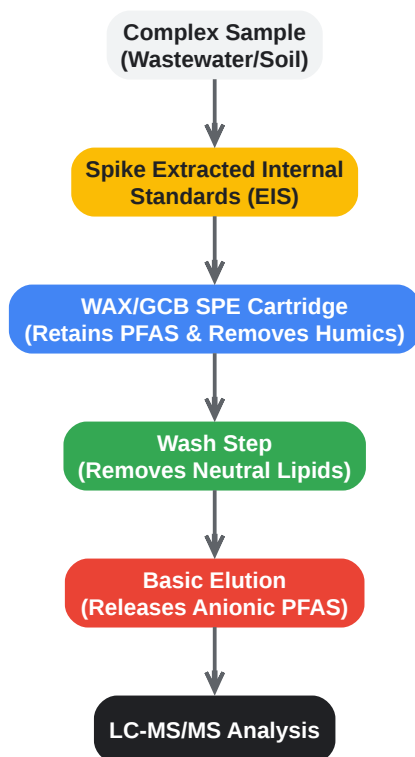 Complex Sample
(Wastewater/Soil)
Spike Extracted Internal
Standards (EIS)
WAX/GCB SPE Cartridge
(Retains PFAS & Removes Humics)
Wash Step
(Removes Neutral Lipids)
Basic Elution
(Releases Anionic PFAS)
LC-MS/MS Analysis